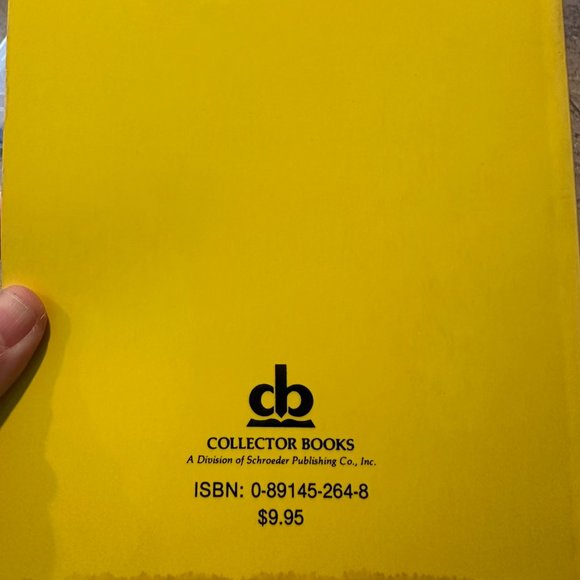 cb
COLLECTOR BOOKS
A Division of Schroeder Publishing Co., Inc.
ISBN: 0-89145-264-8
$9.95